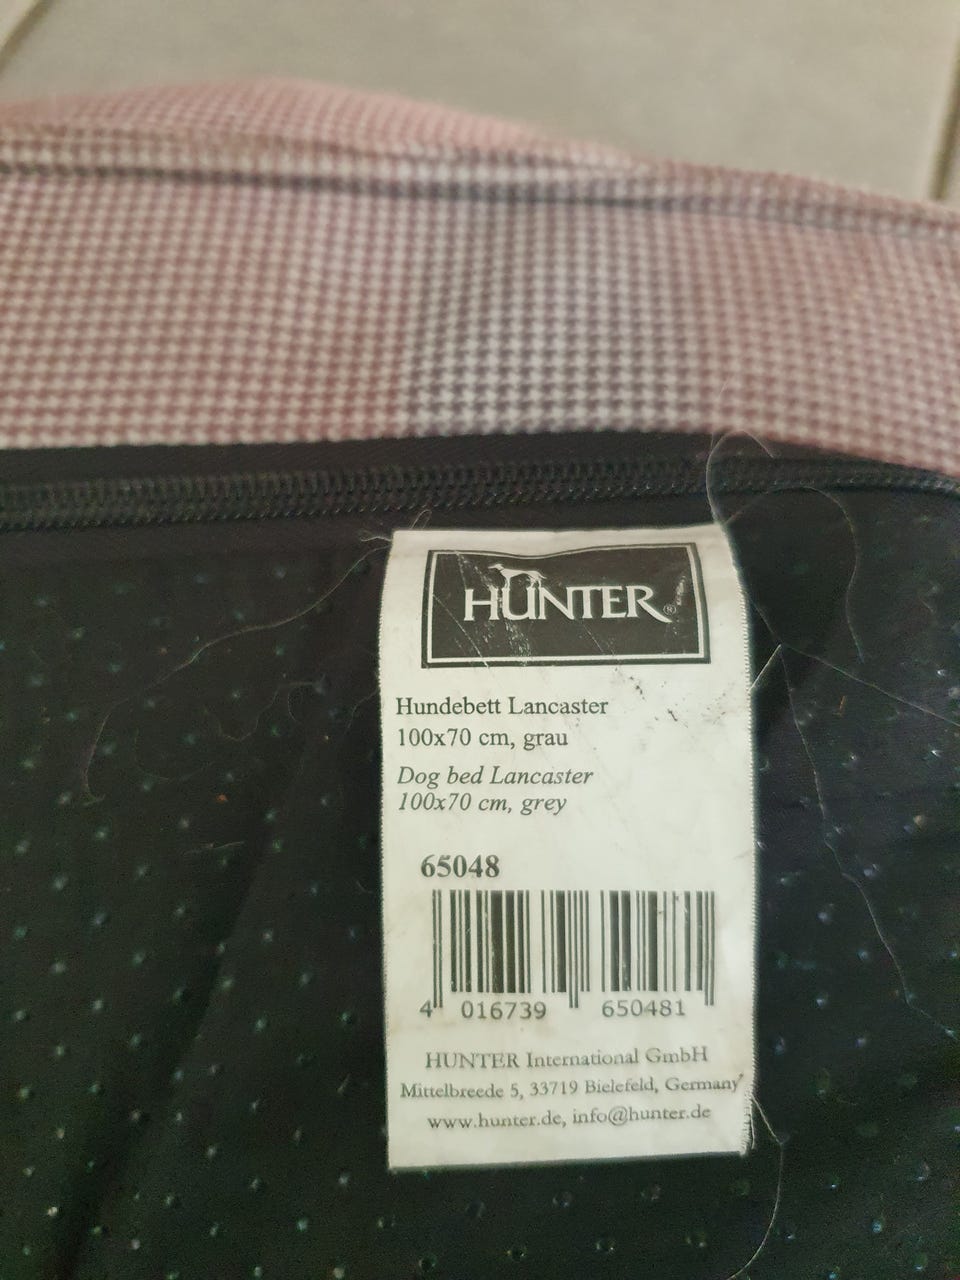 HUNTER®
Hundebett Lancaster
100x70 cm, grau
Dog bed Lancaster
100x70 cm, grey
65048
4 016739 650481
HUNTER International GmbH
Mittelbreede 5, 33719 Bielefeld, Germany
www.hunter.de, info@hunter.de